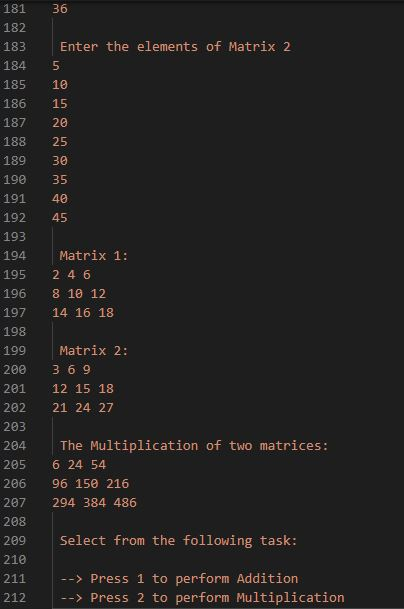 181 36
182
183 Enter the elements of Matrix 2
184 5
185 10
186 15
187 20
188 25
189 30
190 35
191 40
192 45
193
194 Matrix 1:
195 2 4 6
196 8 10 12
197 14 16 18
198
199 Matrix 2:
200 3 6 9
201 12 15 18
202 21 24 27
203
204 The Multiplication of two matrices:
205 6 24 54
206 96 150 216
207 294 384 486
208
209 Select from the following task:
210
211 --> Press 1 to perform Addition
212 --> Press 2 to perform Multiplication